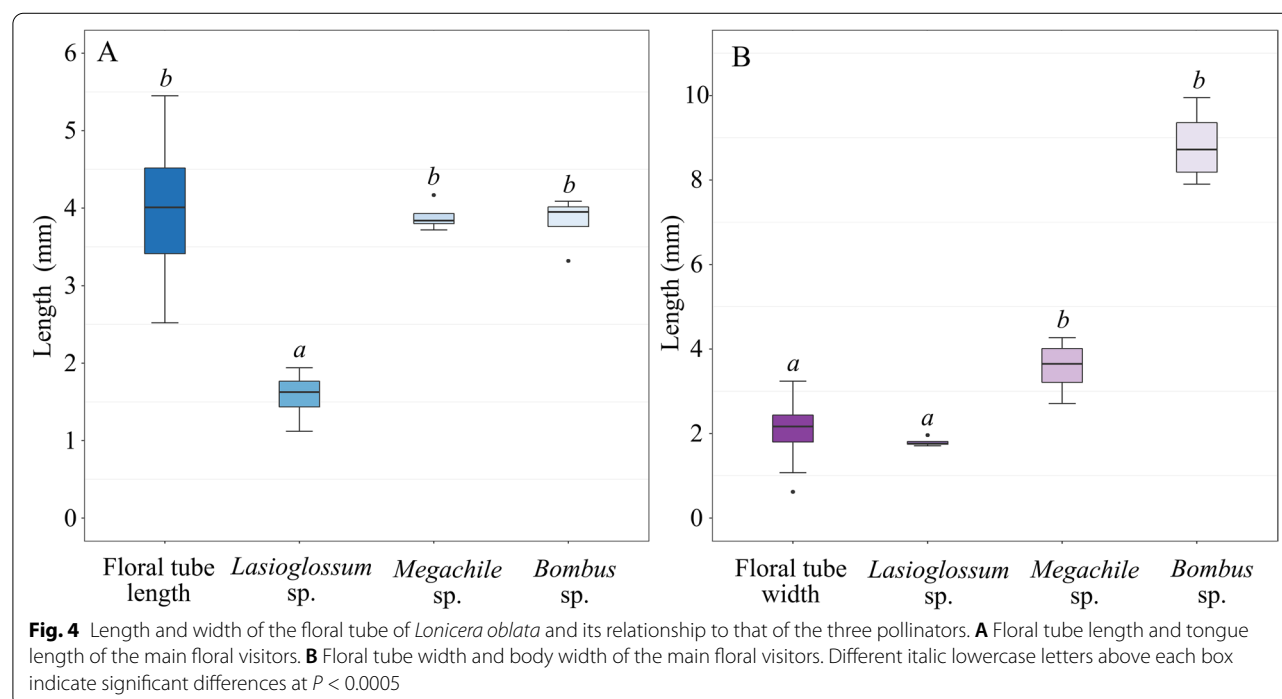 A
b
b
b
a
Length (mm)
6
5
4
3
2
1
0
Floral tube length
Lasioglossum sp.
Megachile sp.
Bombus sp.
B
b
b
a
a
Length (mm)
10
8
6
4
2
0
Floral tube width
Lasioglossum sp.
Megachile sp.
Bombus sp.
Fig. 4 Length and width of the floral tube of Lonicera oblata and its relationship to that of the three pollinators. A Floral tube length and tongue
length of the main floral visitors. B Floral tube width and body width of the main floral visitors. Different italic lowercase letters above each box
indicate significant differences at P < 0.0005